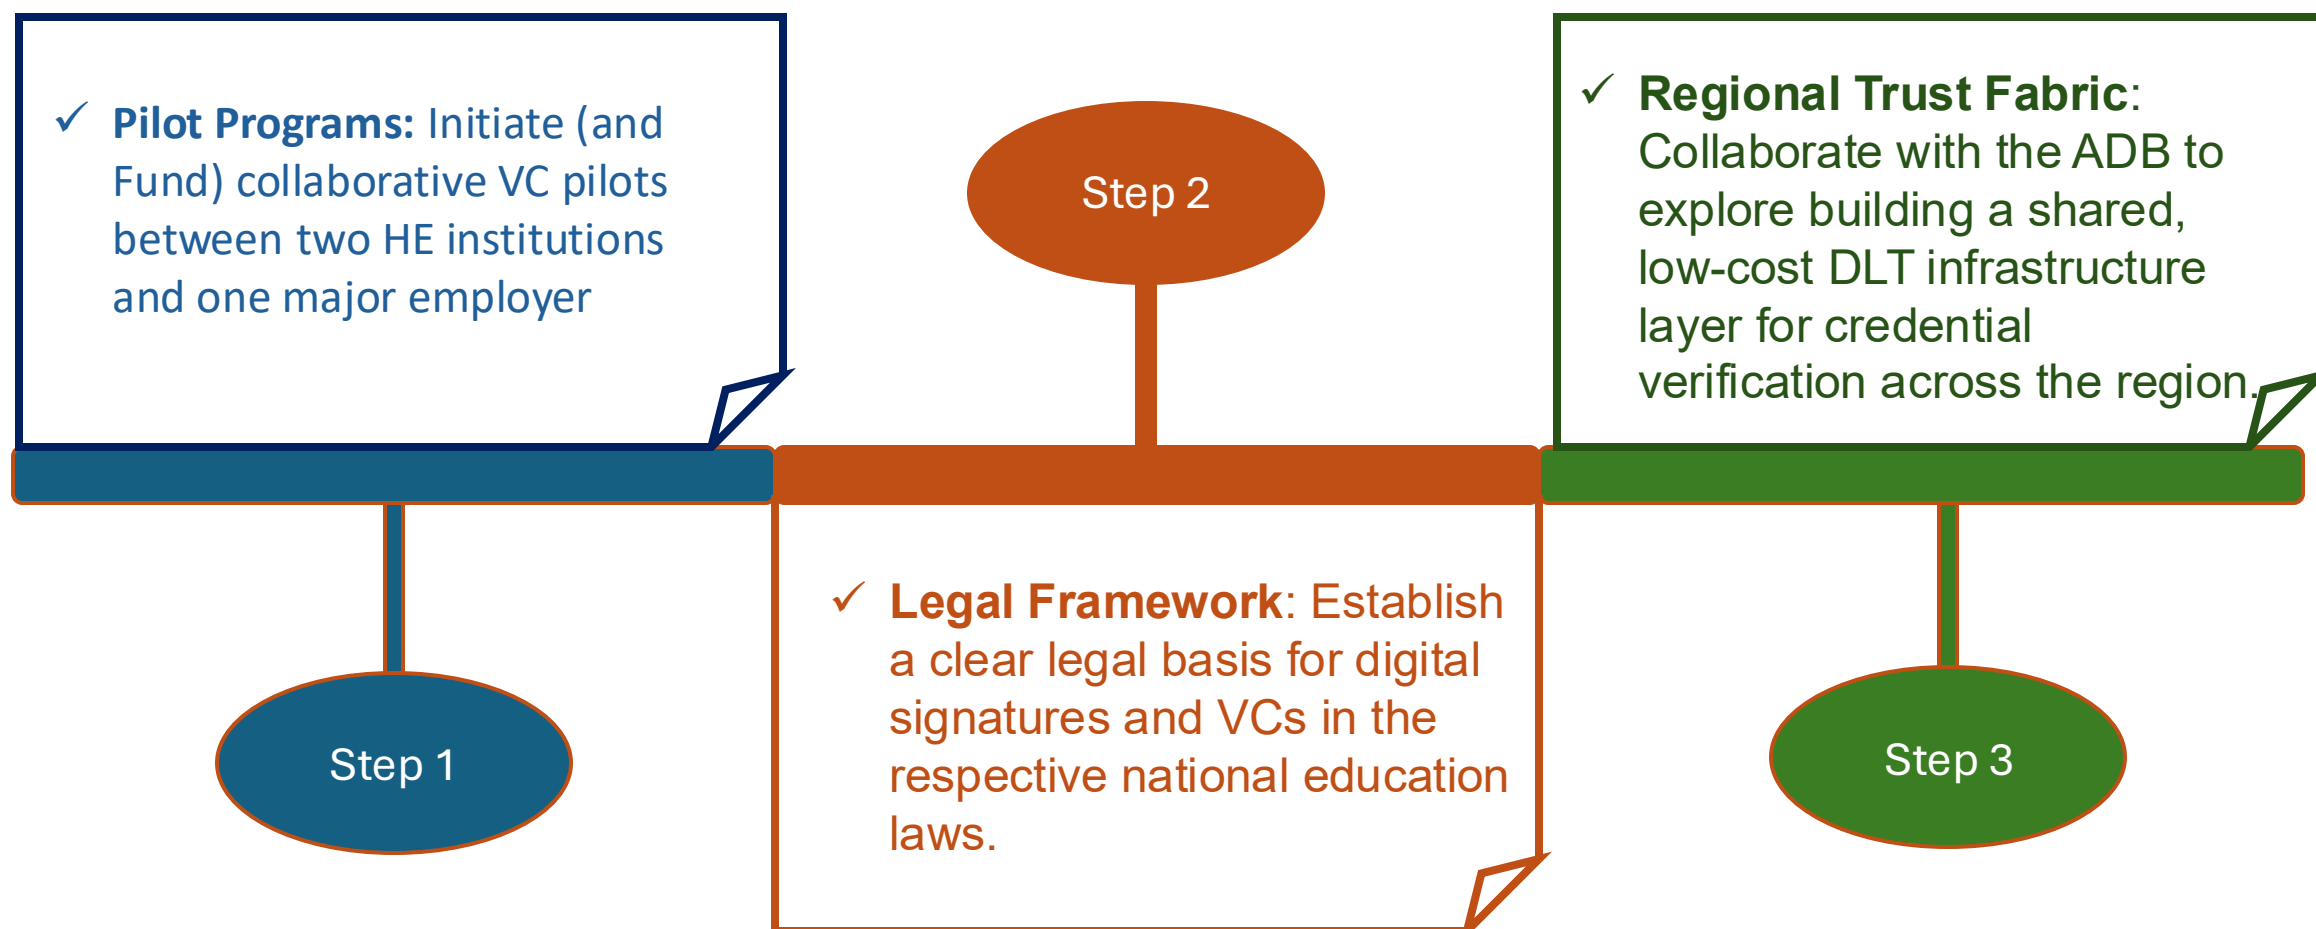 ✓ Pilot Programs: Initiate (and
Fund) collaborative VC pilots
between two HE institutions
and one major employer
Step 1
Step 2
✓ Legal Framework: Establish
a clear legal basis for digital
signatures and VCs in the
respective national education
laws.
✓ Regional Trust Fabric:
Collaborate with the ADB to
explore building a shared,
low-cost DLT infrastructure
layer for credential
verification across the region.
Step 3